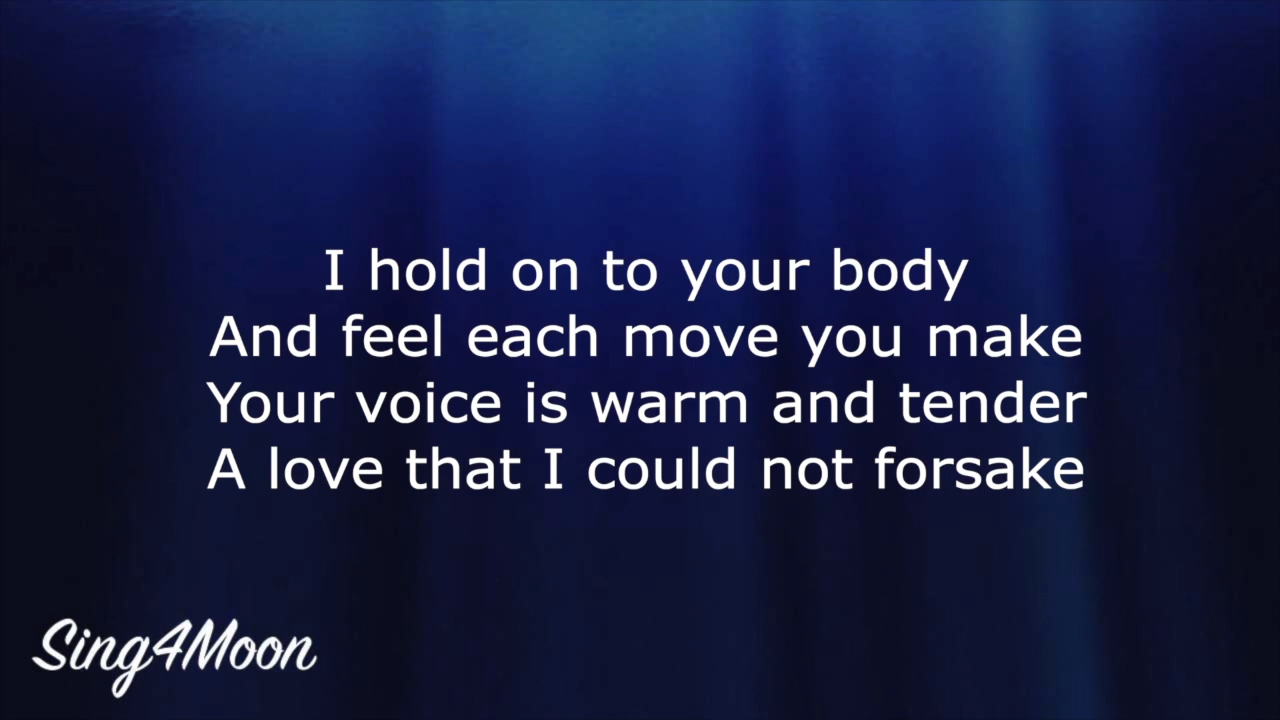 I hold on to your body
And feel each move you make
Your voice is warm and tender
A love that I could not forsake
Sing4Moon